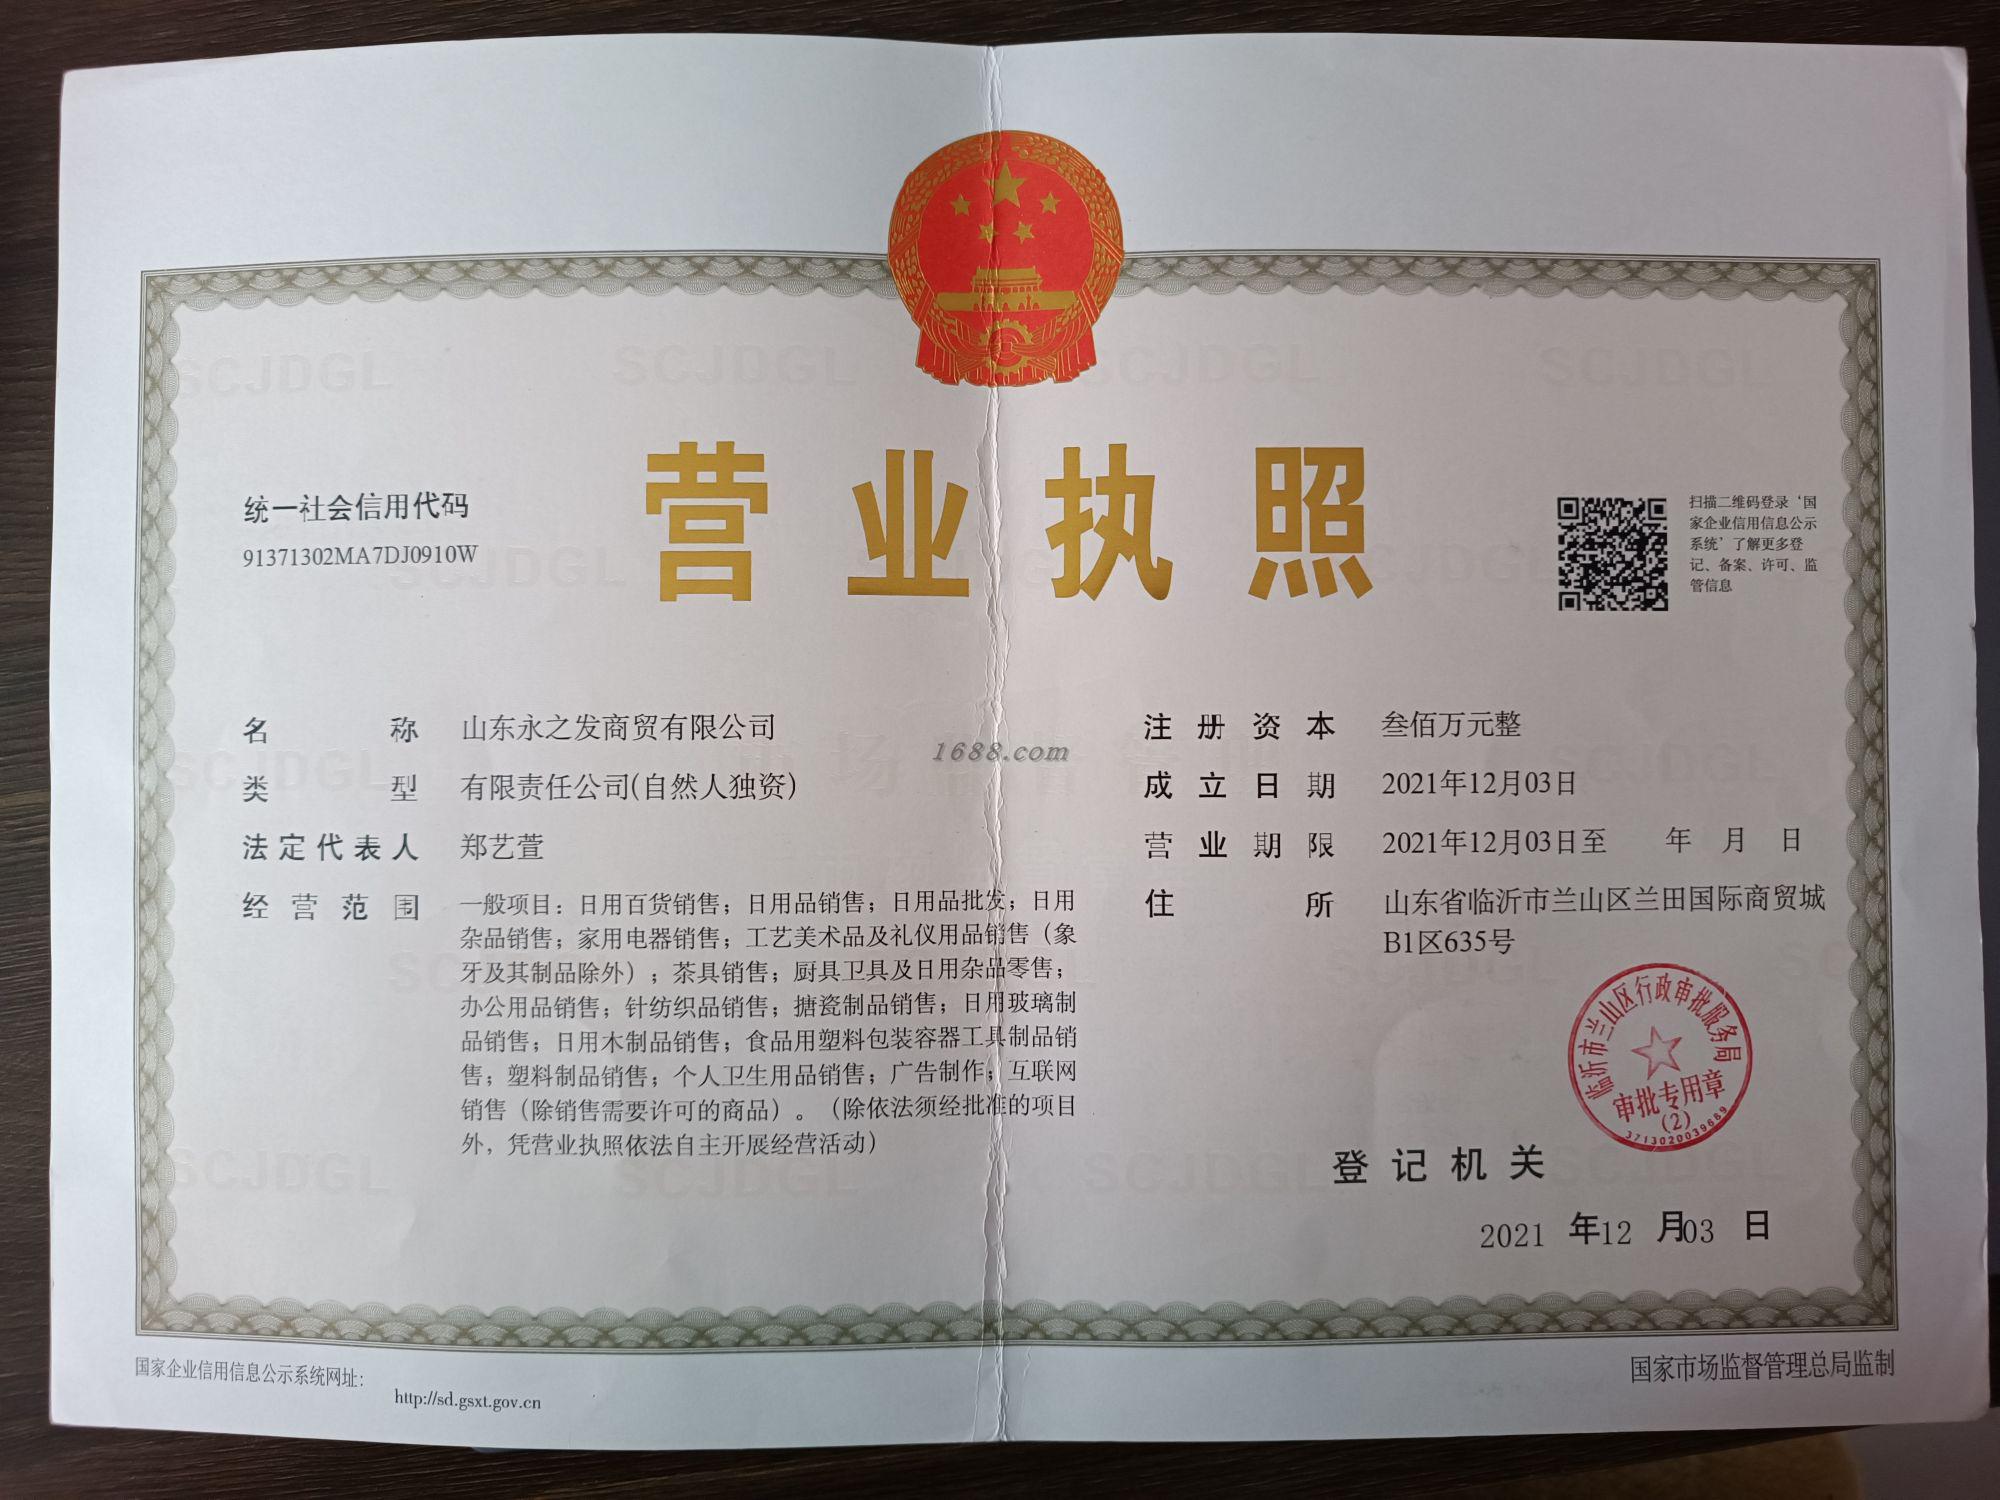 营业执照
统一社会信用代码
91371302MA7DJ0910W
扫描二维码登录‘国
家企业信用信息公示
系统’了解更多登
记、备案、许可、监
管信息
名称 山东永之发商贸有限公司
类型 有限责任公司(自然人独资)
法定代表人 郑艺萱
经营范围 一般项目：日用百货销售；日用品销售；日用品批发；日用
杂品销售；家用电器销售；工艺美术品及礼仪用品销售（象
牙及其制品除外）；茶具销售；厨具卫具及日用杂品零售；
办公用品销售；针纺织品销售；搪瓷制品销售；日用玻璃制
品销售；日用木制品销售；食品用塑料包装容器工具制品销
售；塑料制品销售；个人卫生用品销售；广告制作；互联网
销售（除销售需要许可的商品）。（除依法须经批准的项目
外，凭营业执照依法自主开展经营活动）
注册资本 叁佰万元整
成立日期 2021年12月03日
营业期限 2021年12月03日至 年 月 日
住所 山东省临沂市兰山区兰田国际商贸城
B1区635号
1688.com
临沂市兰山区行政审批服务局
审批专用章
(2)
3713020039689
登记机关
2021 年12 月03 日
国家企业信用信息公示系统网址：
http://sd.gsxt.gov.cn
国家市场监督管理总局监制
SCJDGL
SCJDGL
SCJDGL
SCJDGL